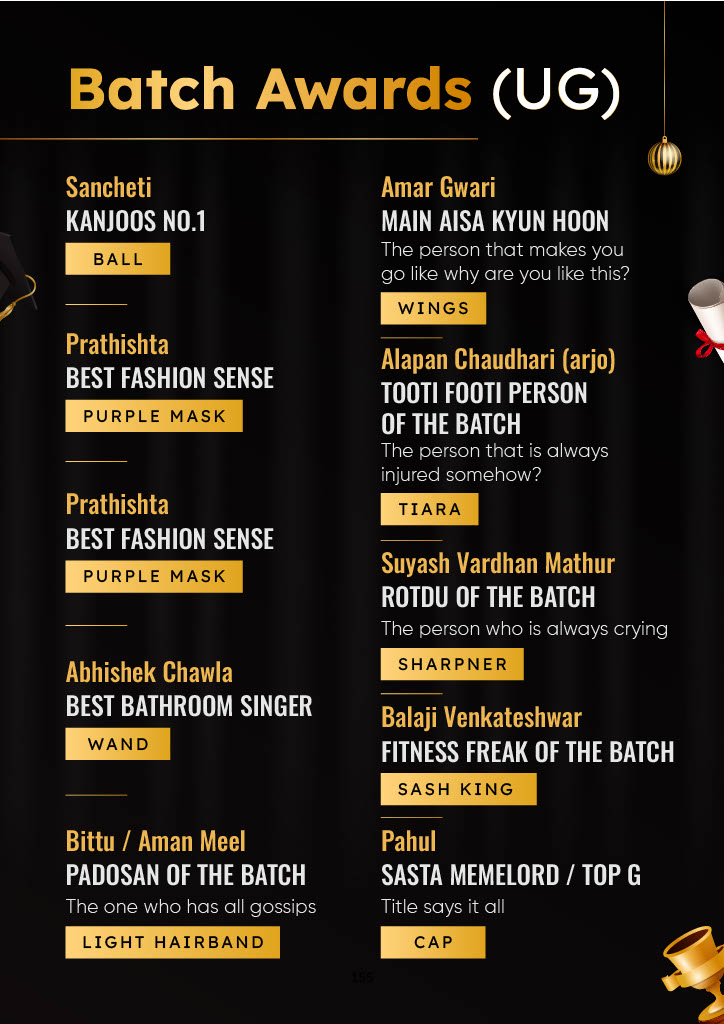 Batch Awards (UG)
Sancheti
KANJOOS NO.1
BALL
Prathishta
BEST FASHION SENSE
PURPLE MASK
Prathishta
BEST FASHION SENSE
PURPLE MASK
Abhishek Chawla
BEST BATHROOM SINGER
WAND
Bittu / Aman Meel
PADOSAN OF THE BATCH
The one who has all gossips
LIGHT HAIRBAND
Amar Gwari
MAIN AISA KYUN HOON
The person that makes you
go like why are you like this?
WINGS
Alapan Chaudhari (arjo)
TOOTI FOOTI PERSON
OF THE BATCH
The person that is always
injured somehow?
TIARA
Suyash Vardhan Mathur
ROTDU OF THE BATCH
The person who is always crying
SHARPNER
Balaji Venkateshwar
FITNESS FREAK OF THE BATCH
SASH KING
Pahul
SASTA MEMELORD / TOP G
Title says it all
CAP
155